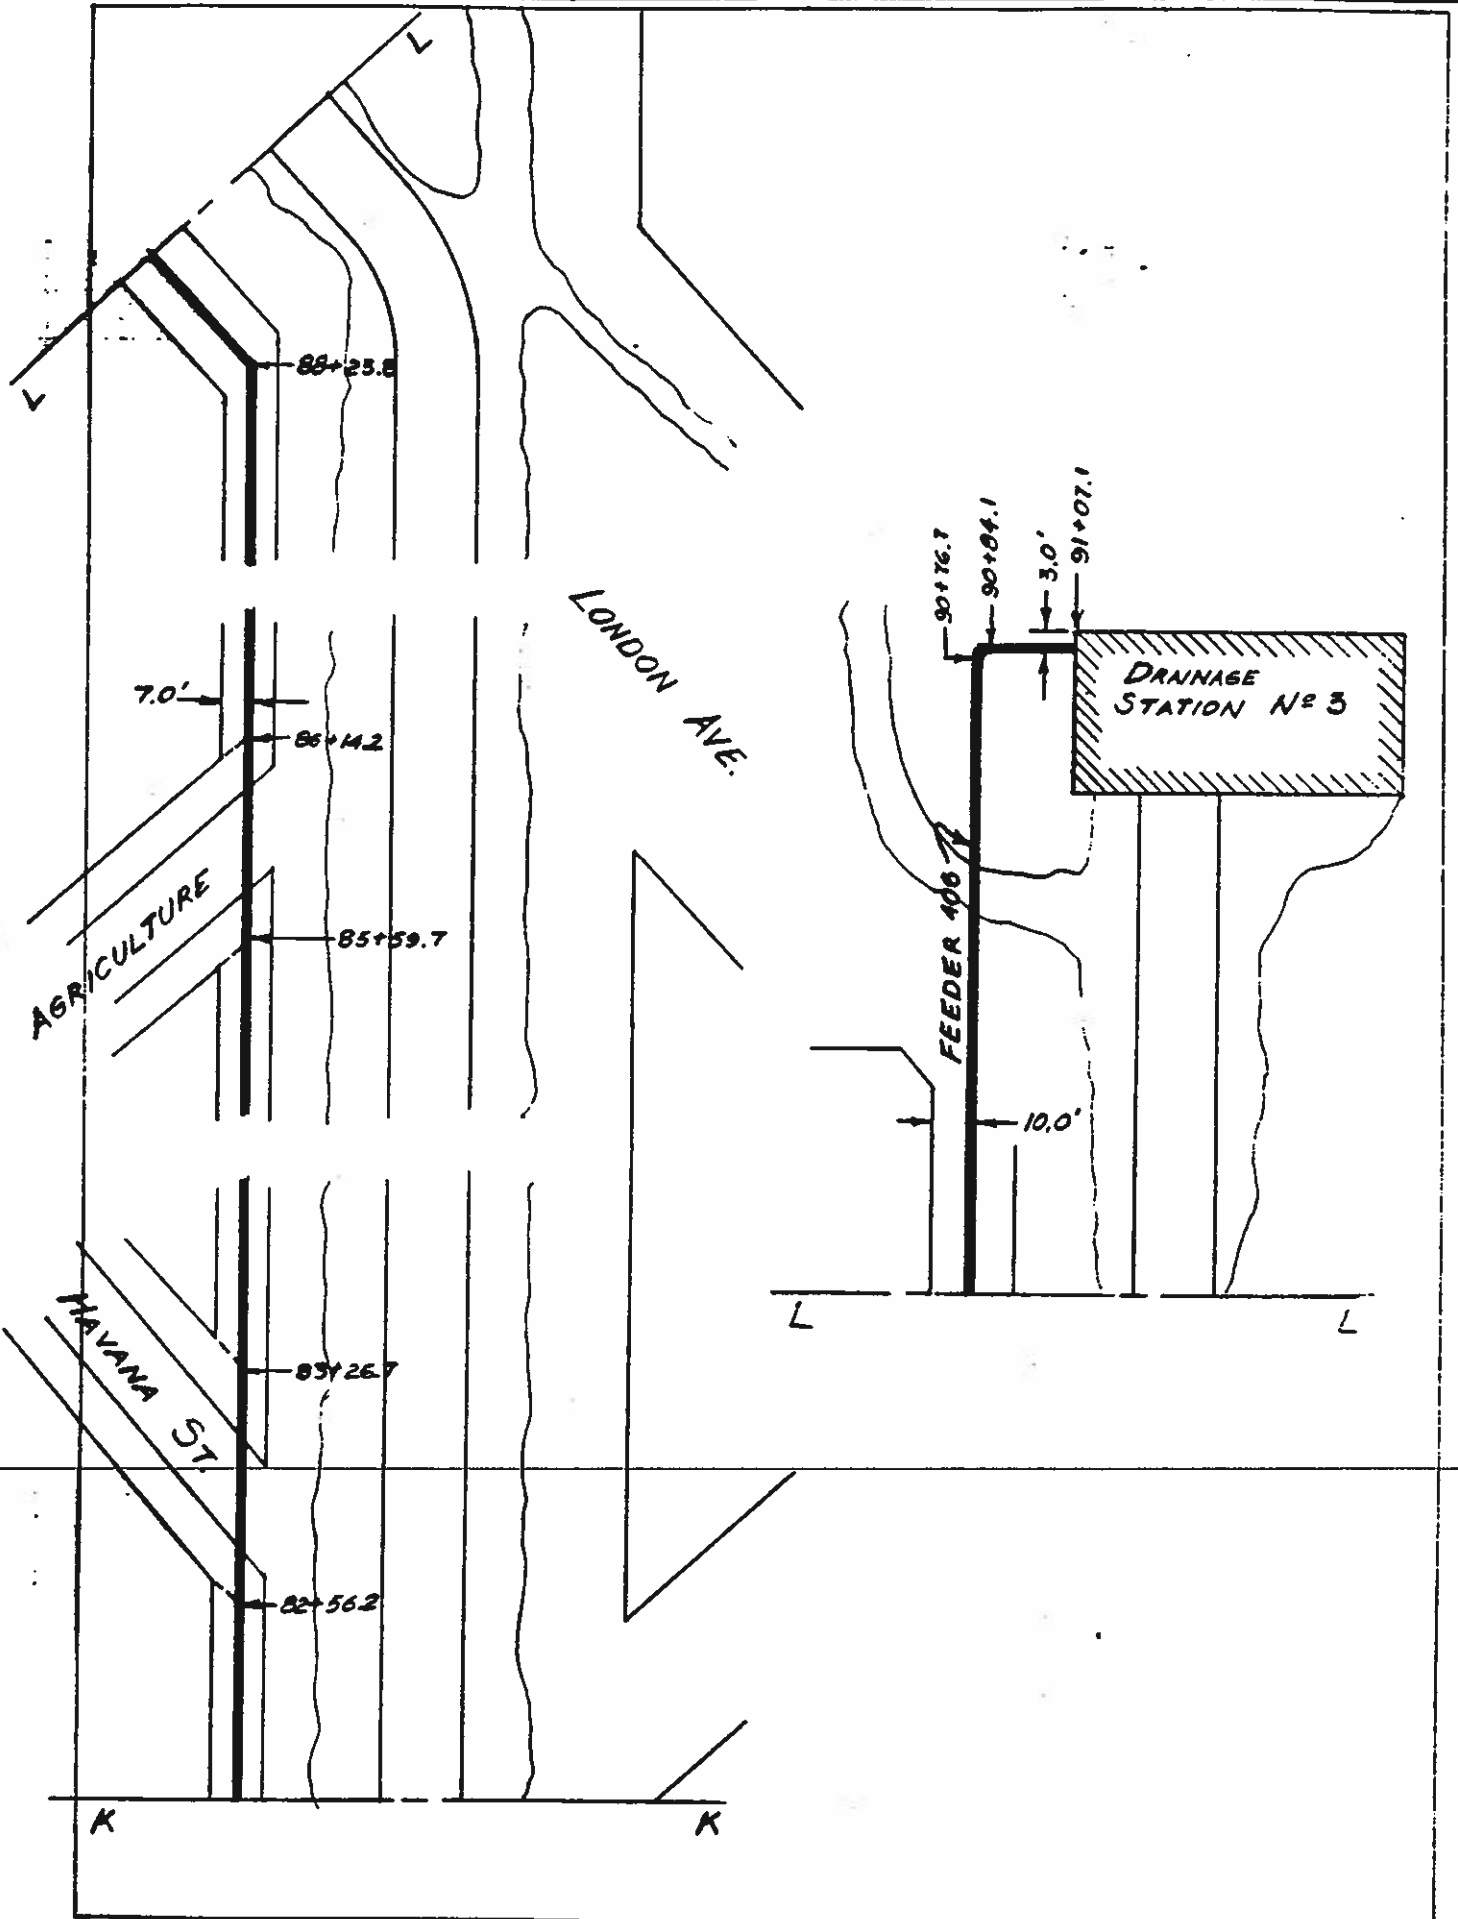 L
L
88+23.8
LONDON AVE.
7.0'
86+14.2
AGRICULTURE
85+59.7
HAVANA ST.
83+26.7
82+56.2
K
K
90+76.7
90+84.1
3.0'
91+07.1
DRAINAGE
STATION Nº 3
FEEDER 406
10.0'
L
L